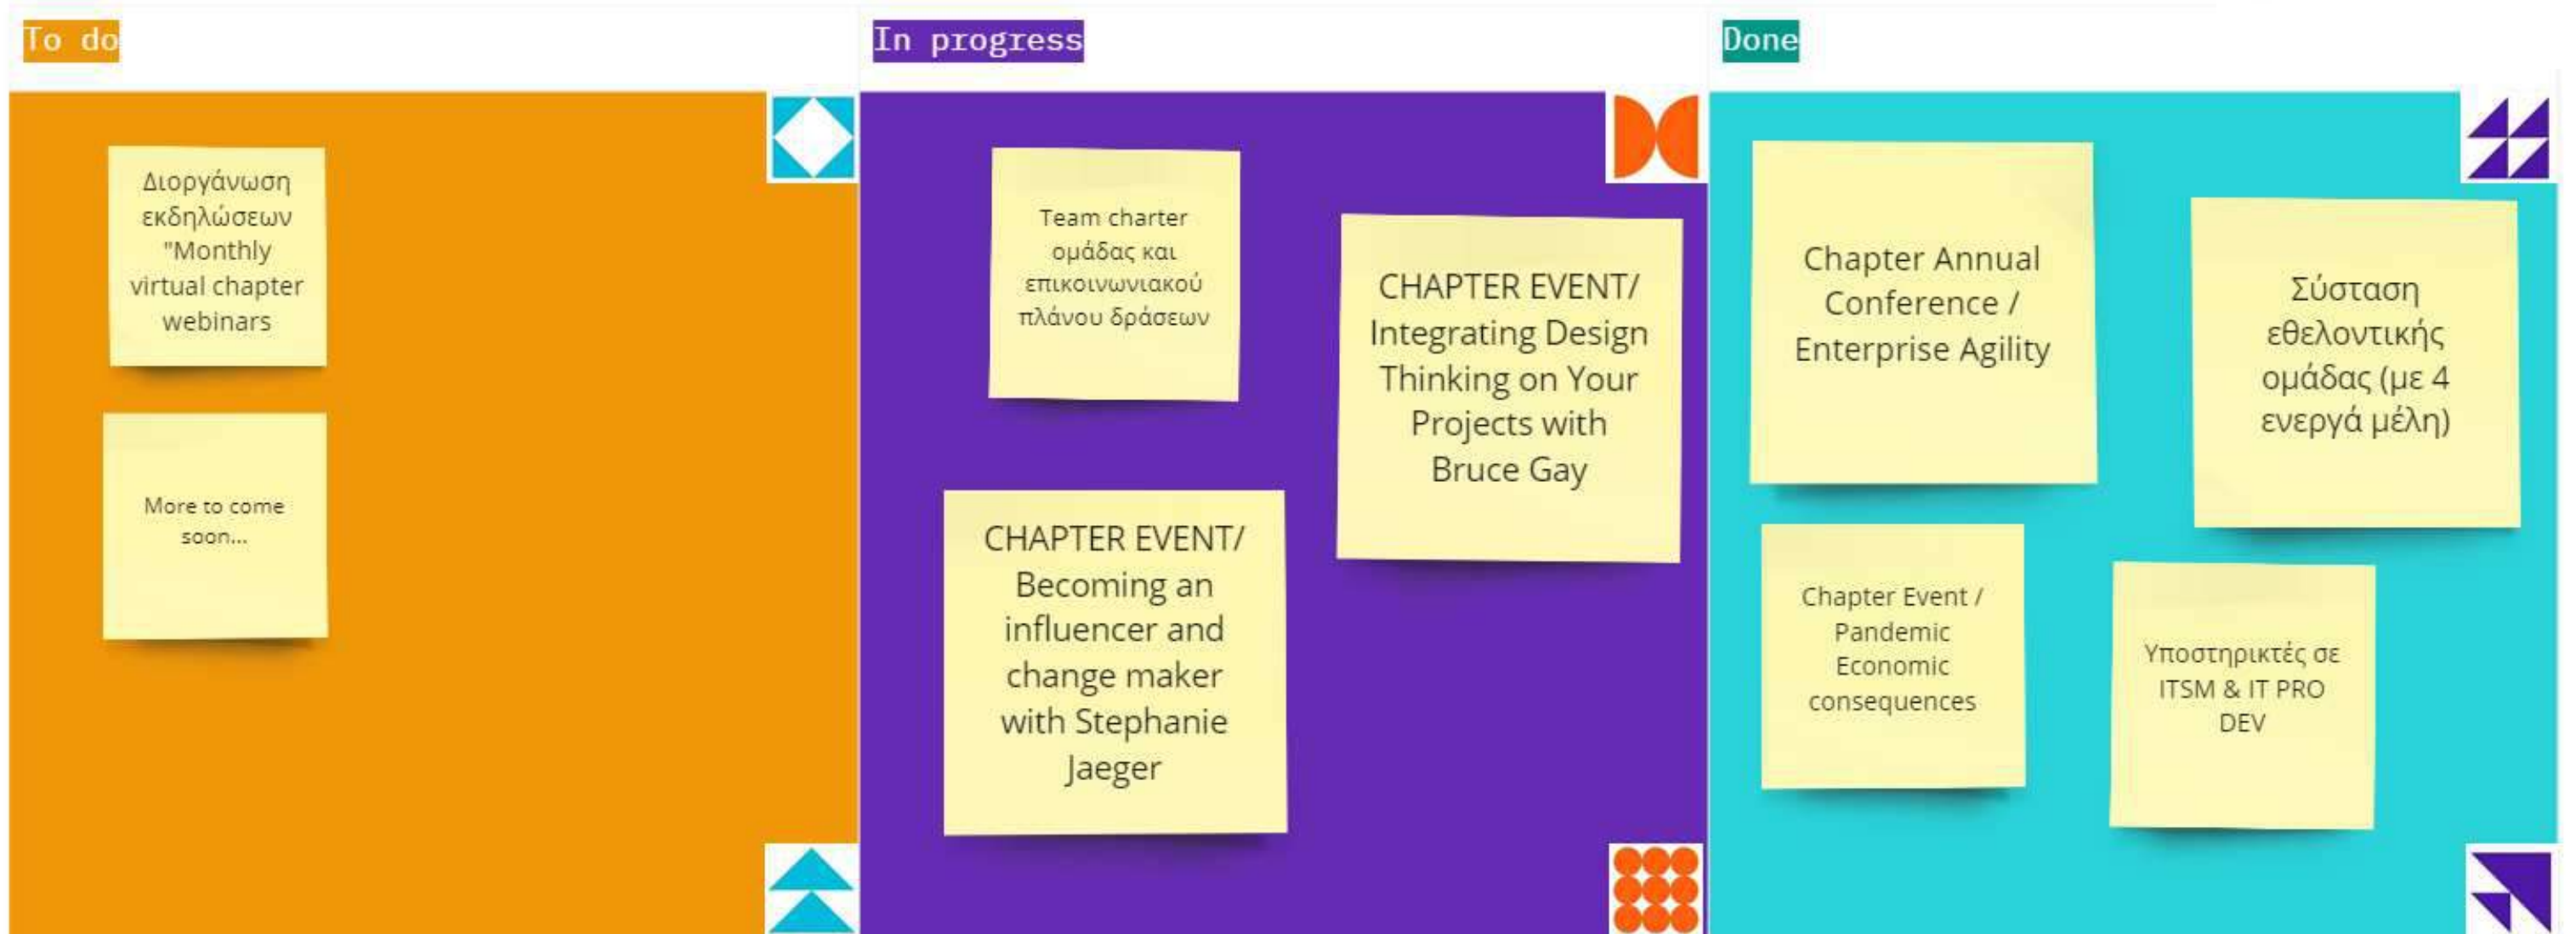 To do
Διοργάνωση
εκδηλώσεων
"Monthly
virtual chapter
webinars
More to come
soon...
In progress
Team charter
ομάδας και
επικοινωνιακού
πλάνου δράσεων
CHAPTER EVENT/
Integrating Design
Thinking on Your
Projects with
Bruce Gay
CHAPTER EVENT/
Becoming an
influencer and
change maker
with Stephanie
Jaeger
Done
Chapter Annual
Conference /
Enterprise Agility
Σύσταση
εθελοντικής
ομάδας (με 4
ενεργά μέλη)
Chapter Event /
Pandemic
Economic
consequences
Υποστηρικτές σε
ITSM & IT PRO
DEV